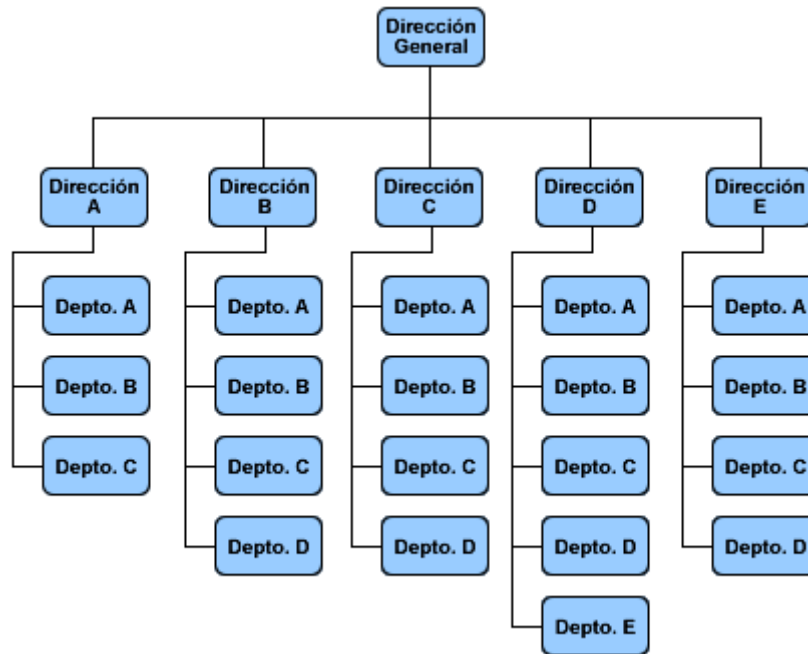 Dirección
General
Dirección
A
Dirección
B
Dirección
C
Dirección
D
Dirección
E
Depto. A
Depto. A
Depto. A
Depto. A
Depto. A
Depto. B
Depto. B
Depto. B
Depto. B
Depto. B
Depto. C
Depto. C
Depto. C
Depto. C
Depto. C
Depto. D
Depto. D
Depto. D
Depto. D
Depto. E